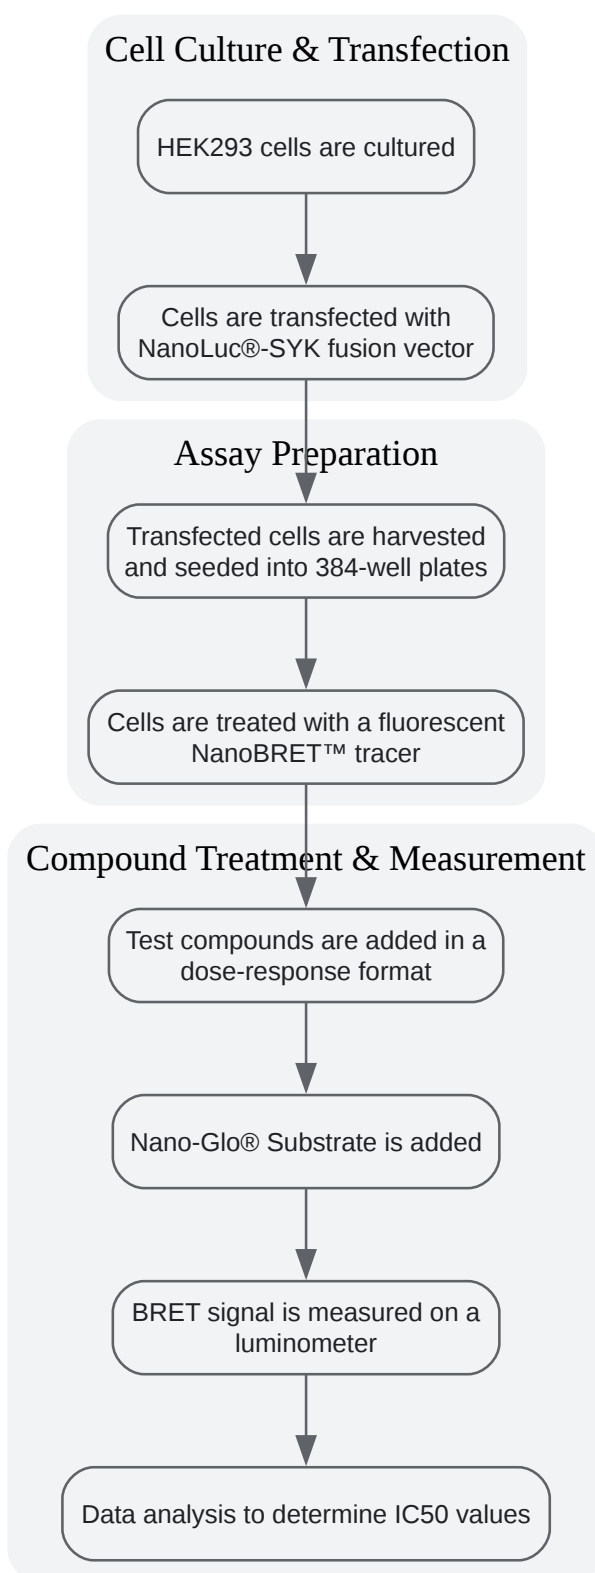 Cell Culture & Transfection
HEK293 cells are cultured
Cells are transfected with
NanoLuc®-SYK fusion vector
Assay Preparation
Transfected cells are harvested
and seeded into 384-well plates
Cells are treated with a fluorescent
NanoBRET™ tracer
Compound Treatment & Measurement
Test compounds are added in a
dose-response format
Nano-Glo® Substrate is added
BRET signal is measured on a
luminometer
Data analysis to determine IC50 values